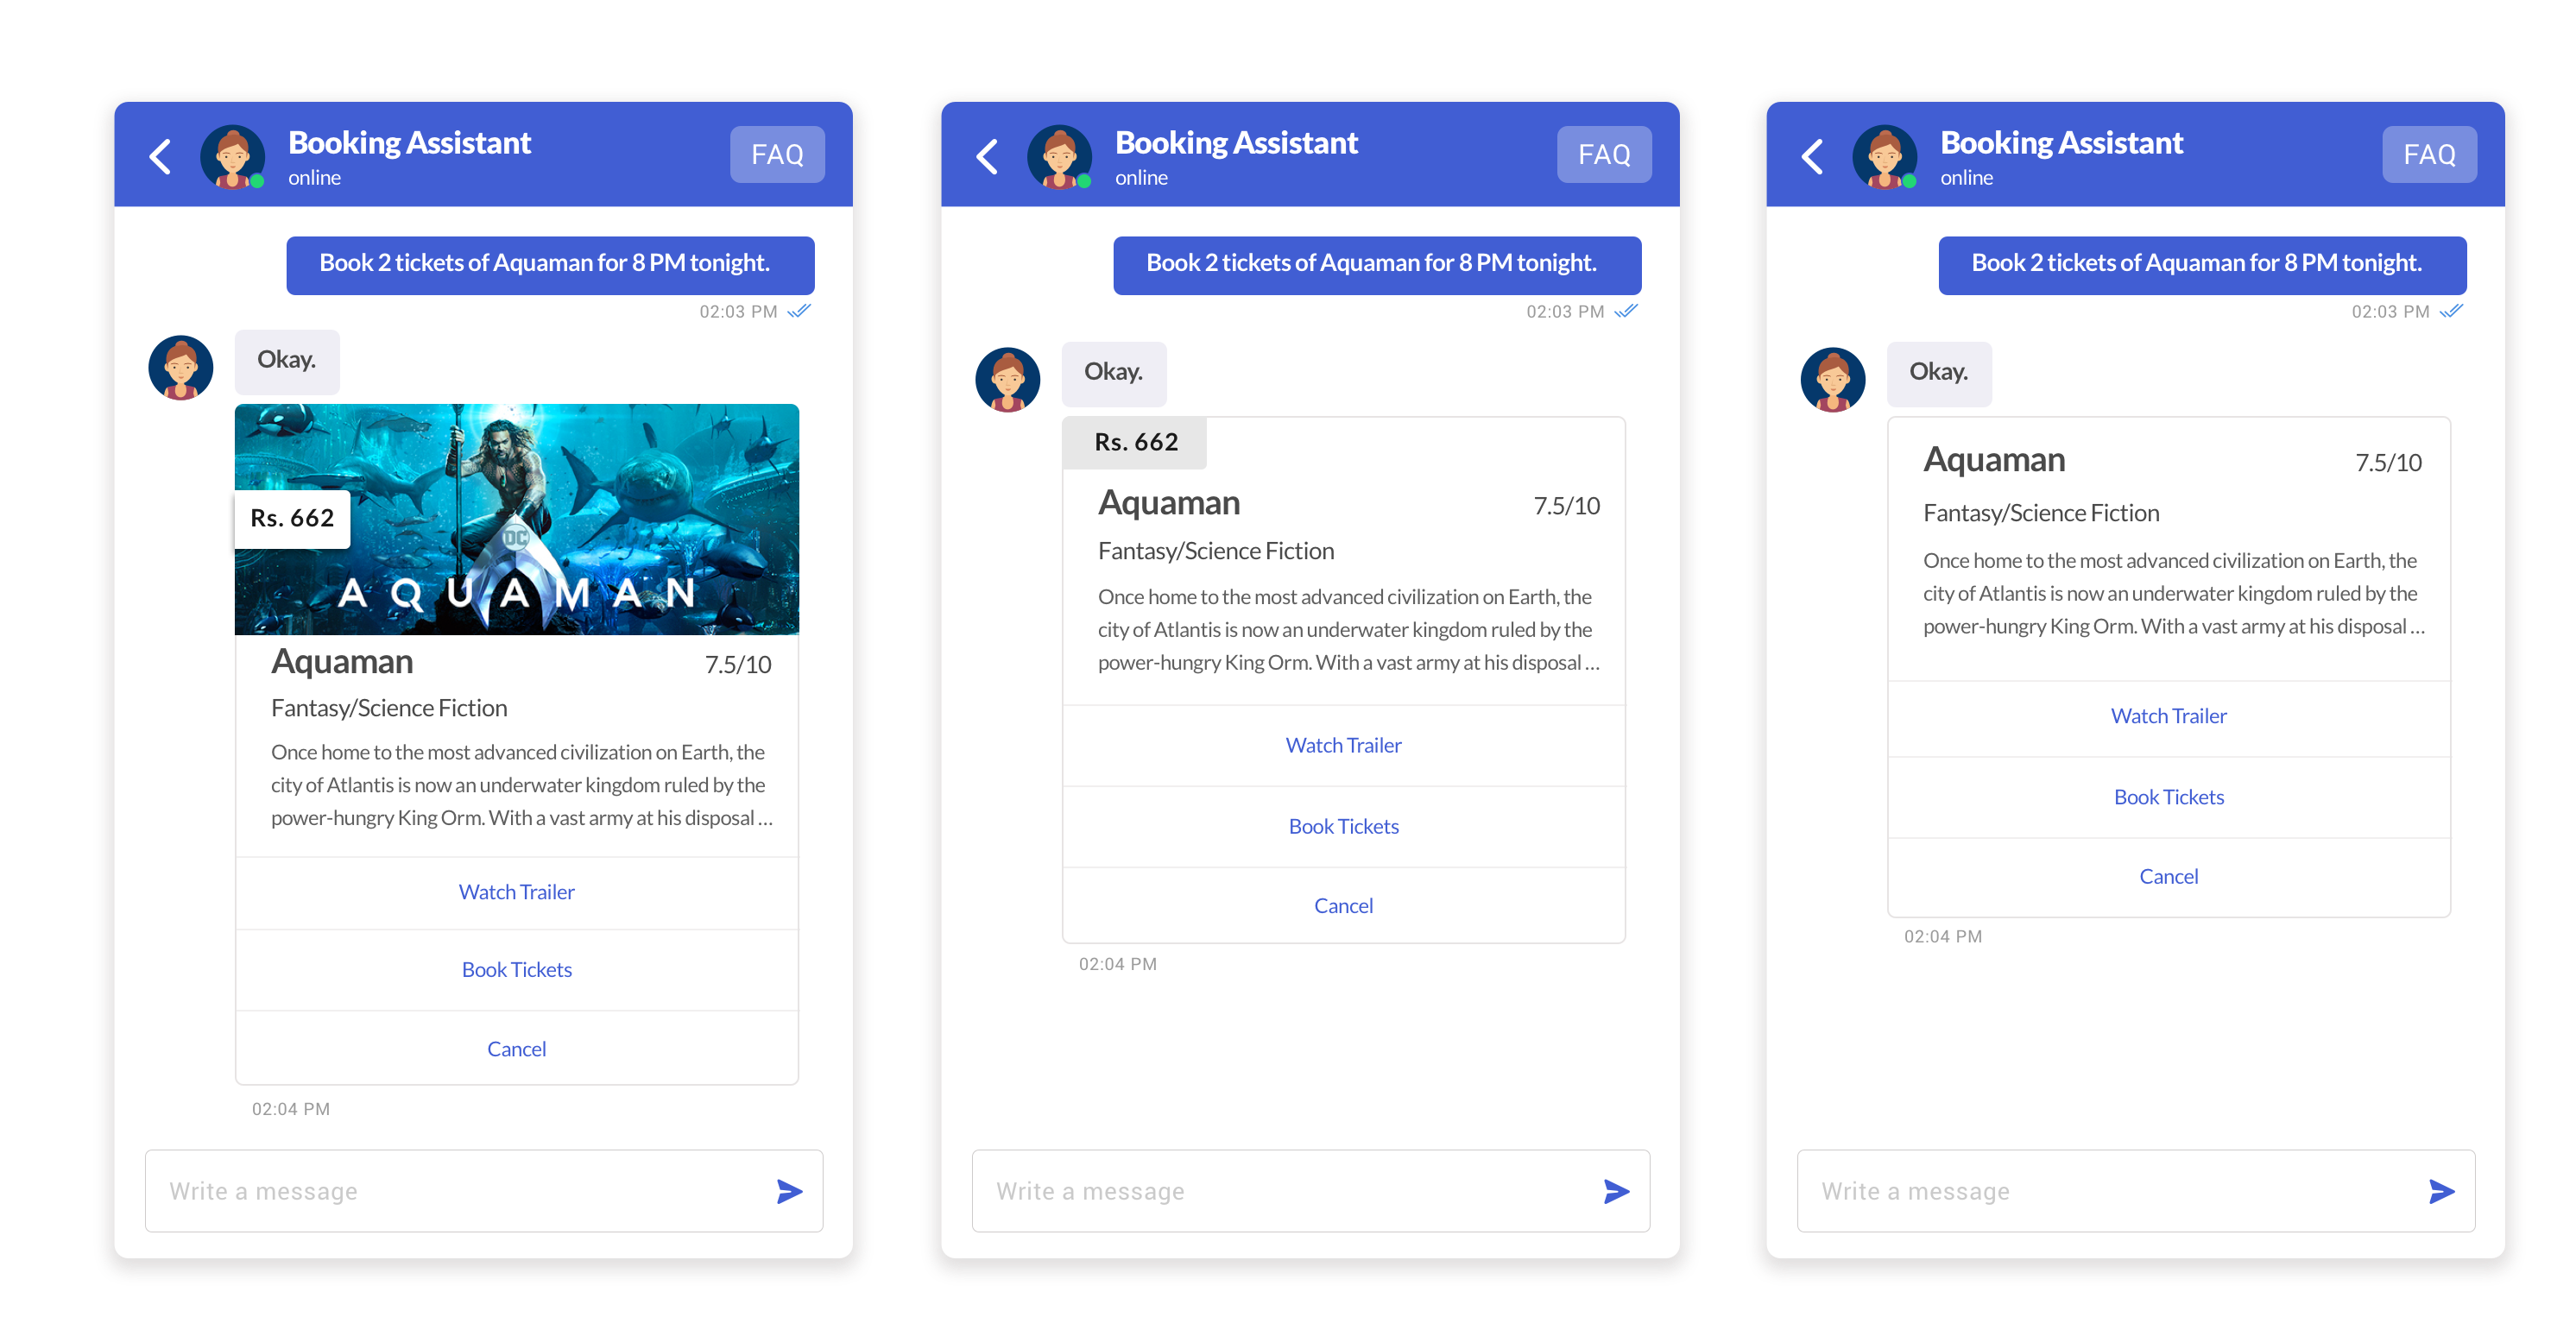 Booking Assistant
online
FAQ
Book 2 tickets of Aquaman for 8 PM tonight.
02:03 PM
Okay.
Rs. 662
DC
AQUAMAN
Aquaman 7.5/10
Fantasy/Science Fiction
Once home to the most advanced civilization on Earth, the
city of Atlantis is now an underwater kingdom ruled by the
power-hungry King Orm. With a vast army at his disposal ...
Watch Trailer
Book Tickets
Cancel
02:04 PM
Write a message
Booking Assistant
online
FAQ
Book 2 tickets of Aquaman for 8 PM tonight.
02:03 PM
Okay.
Rs. 662
Aquaman 7.5/10
Fantasy/Science Fiction
Once home to the most advanced civilization on Earth, the
city of Atlantis is now an underwater kingdom ruled by the
power-hungry King Orm. With a vast army at his disposal ...
Watch Trailer
Book Tickets
Cancel
02:04 PM
Write a message
Booking Assistant
online
FAQ
Book 2 tickets of Aquaman for 8 PM tonight.
02:03 PM
Okay.
Aquaman 7.5/10
Fantasy/Science Fiction
Once home to the most advanced civilization on Earth, the
city of Atlantis is now an underwater kingdom ruled by the
power-hungry King Orm. With a vast army at his disposal ...
Watch Trailer
Book Tickets
Cancel
02:04 PM
Write a message